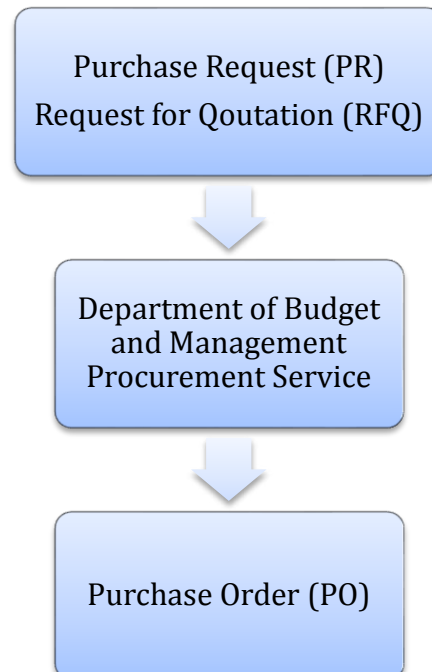 Purchase Request (PR)
Request for Qoutation (RFQ)
Department of Budget
and Management
Procurement Service
Purchase Order (PO)